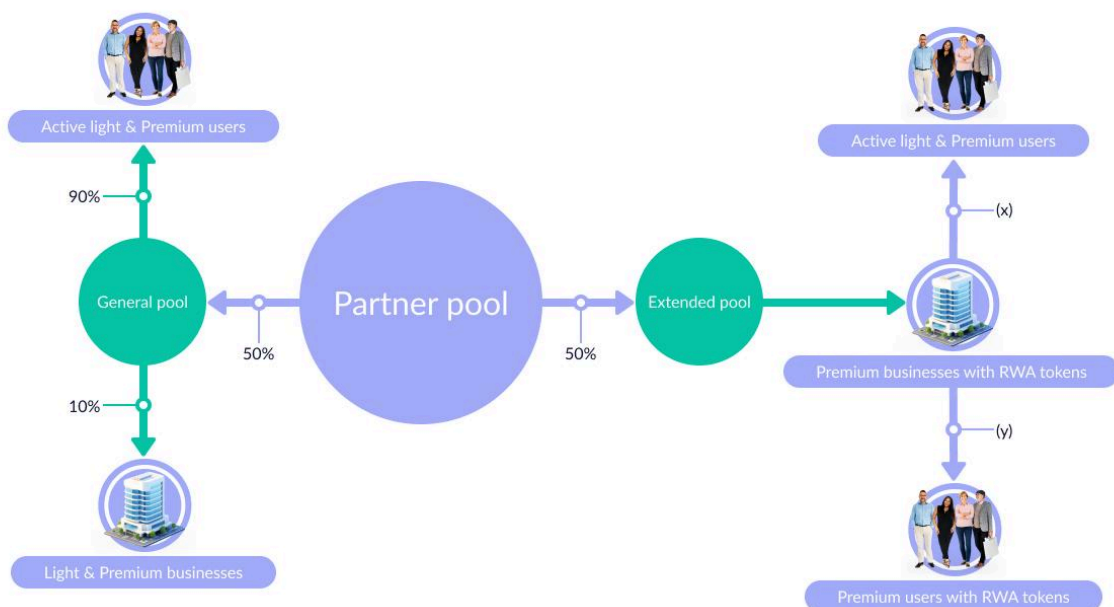 Active light & Premium users
Active light & Premium users
90%
(x)
General pool
Partner pool
Extended pool
50%
50%
Premium businesses with RWA tokens
10%
(y)
Light & Premium businesses
Premium users with RWA tokens